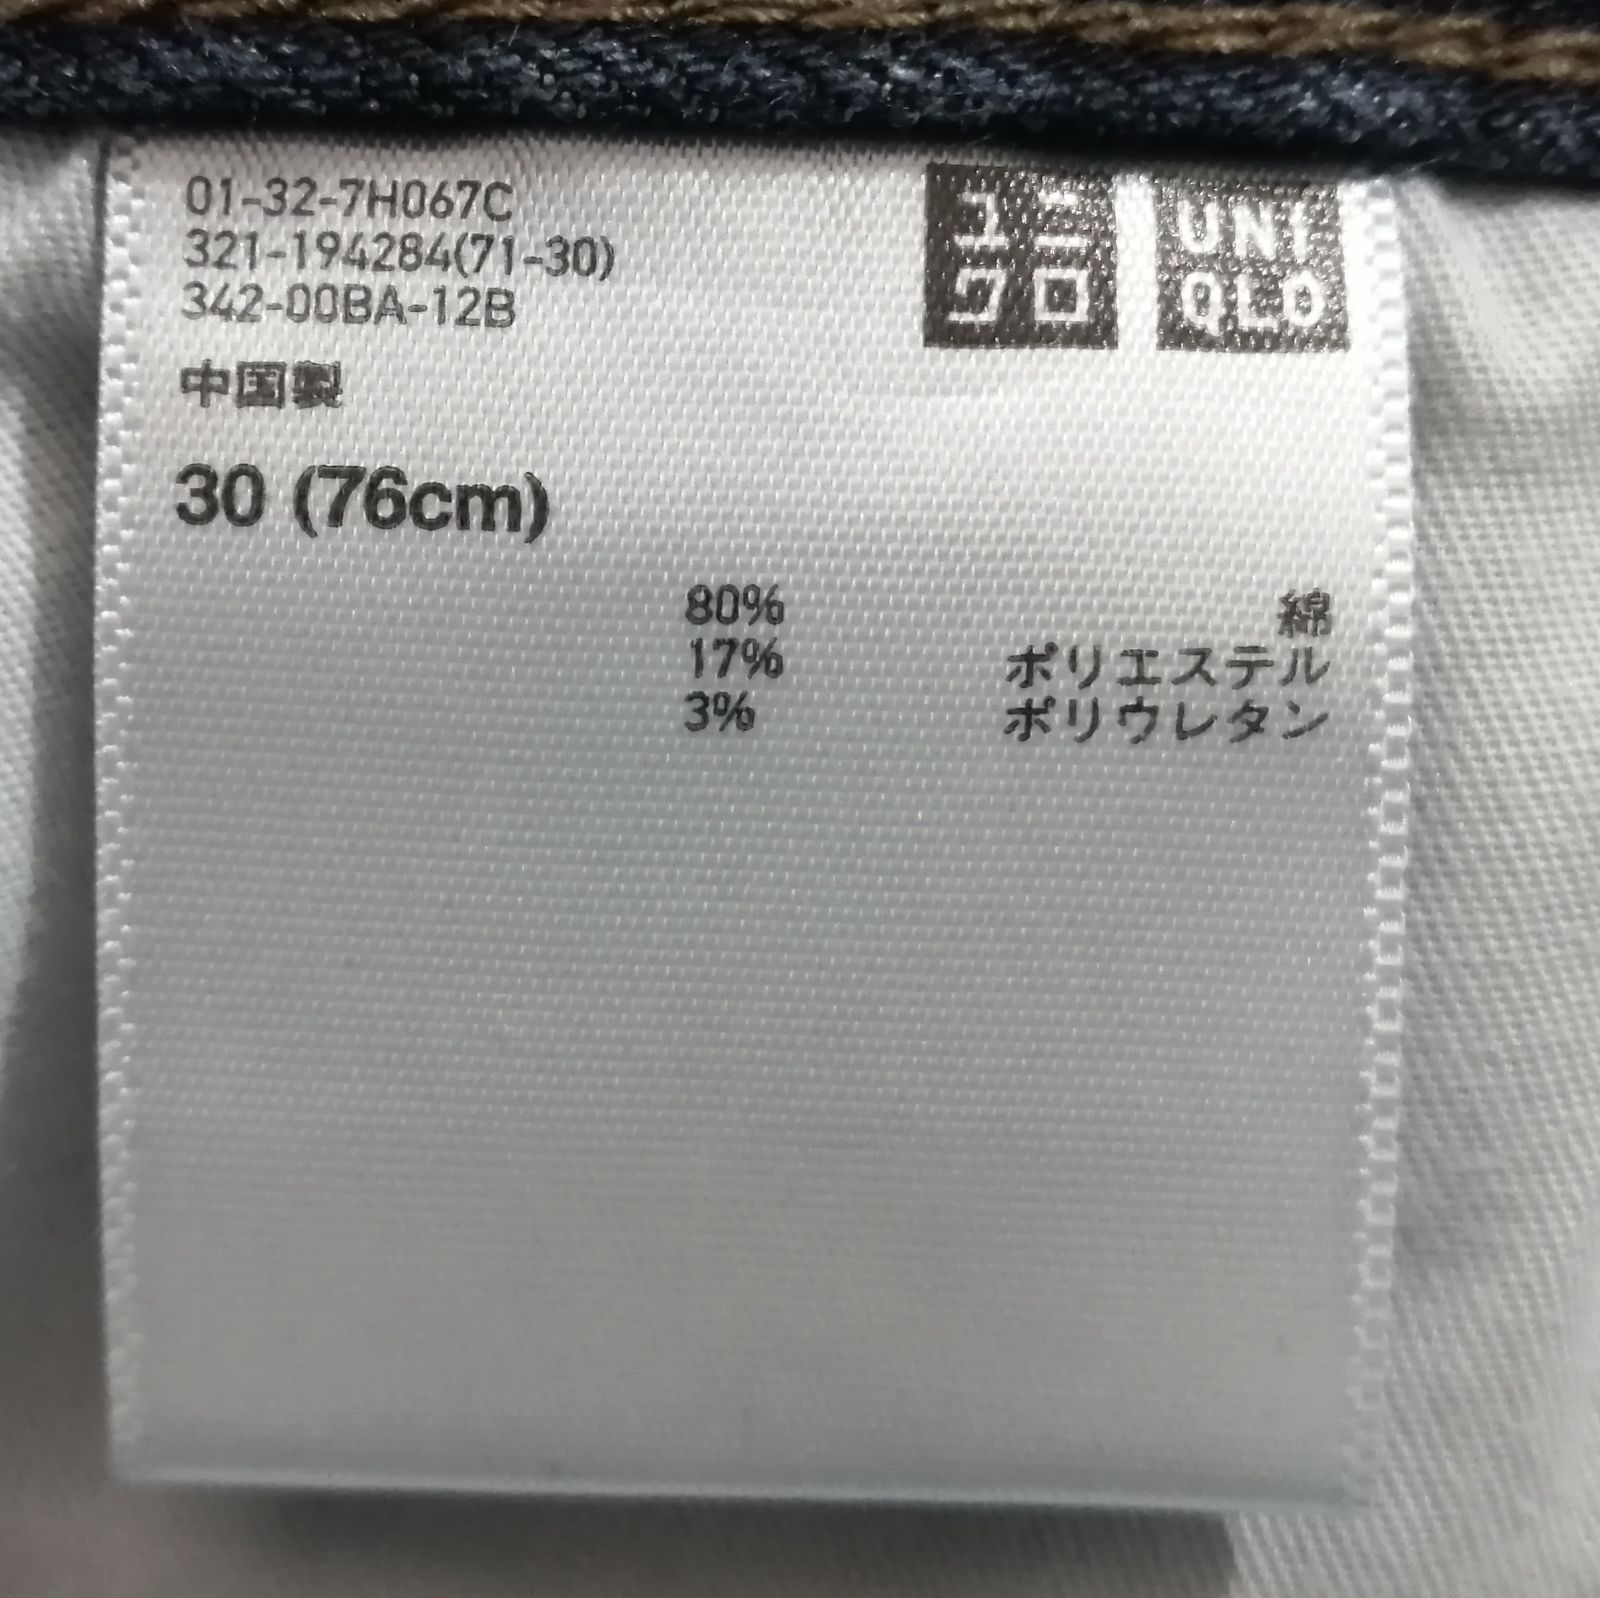 01-32-7H067C
321-194284(71-30)
342-00BA-12B
ユニ
クロ
UNI
QLO
中国製
30 (76cm)
80% 綿
17% ポリエステル
3% ポリウレタン